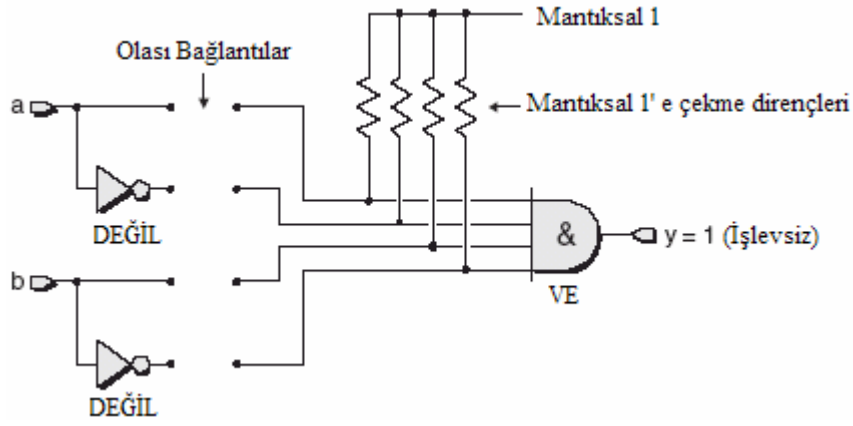 Mantıksal 1
Olası Bağlantılar
a
Mantıksal 1' e çekme dirençleri
DEĞİL
&
y = 1 (İşlevsiz)
b
VE
DEĞİL